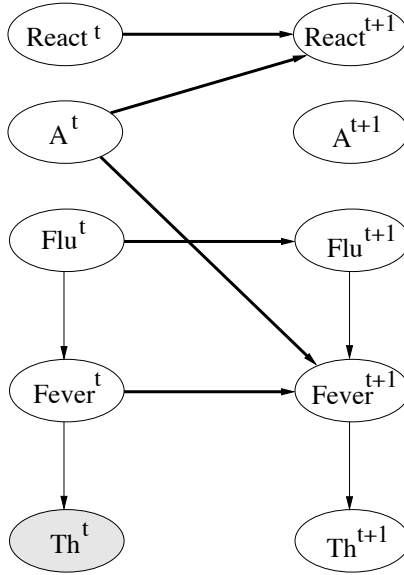 React t React t+1
A t A t+1
Flu t Flu t+1
Fever t Fever t+1
Th t Th t+1